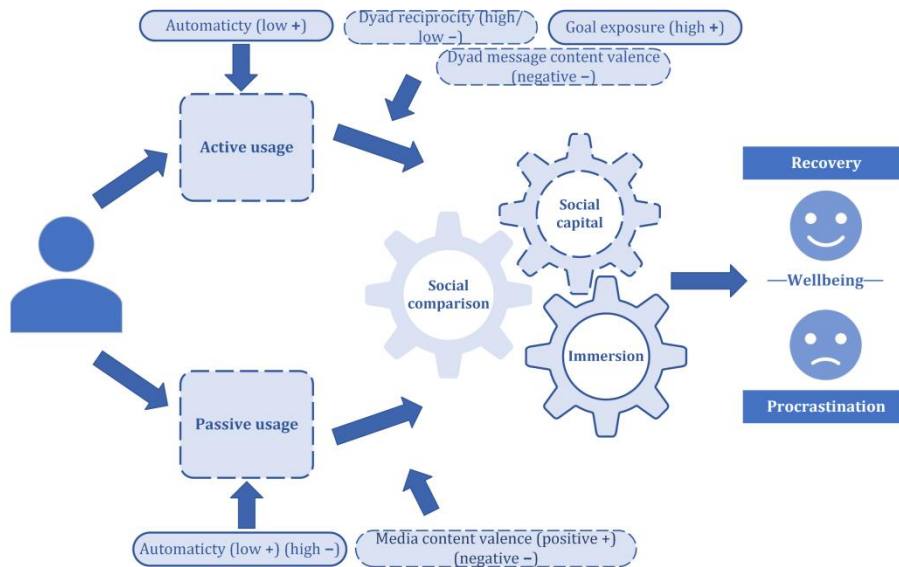 Automaticty (low +)
Dyad reciprocity (high/
low −)
Goal exposure (high +)
Dyad message content valence
(negative −)
Active usage
Social
capital
Recovery
Social
comparison
Wellbeing
Immersion
Passive usage
Procrastination
Automaticty (low +) (high −)
Media content valence (positive +)
(negative −)